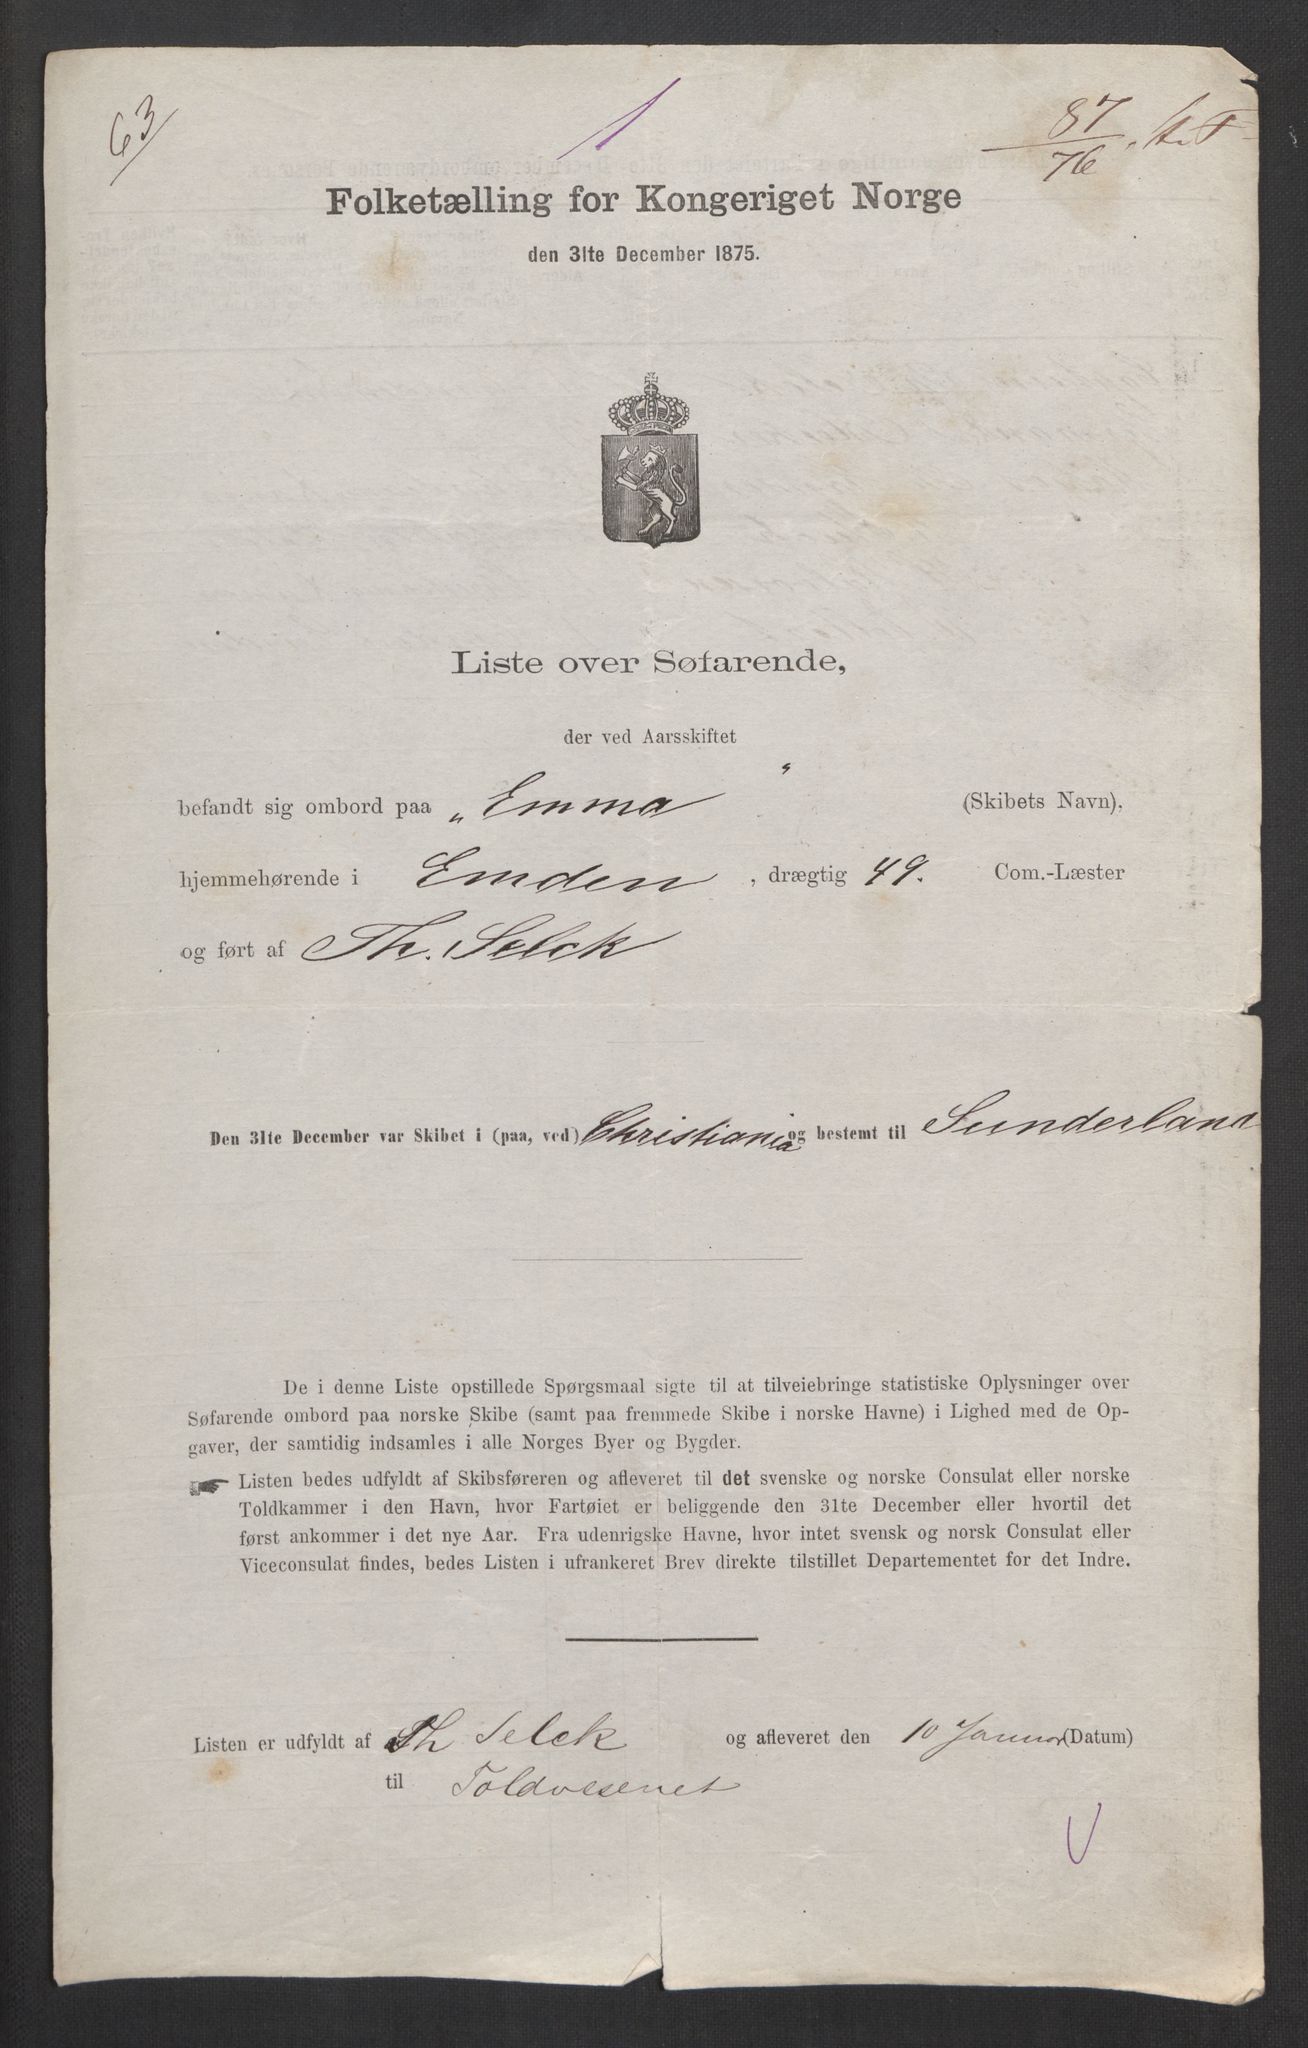 63
1
87
76
Folketælling for Kongeriget Norge
den 31te December 1875.
Liste over Søfarende,
der ved Aarsskiftet
befandt sig ombord paa „Emma“ (Skibets Navn),
hjemmehørende i Emden, drægtig 49. Com.-Læster
og ført af Th. Selck
Den 31te December var Skibet i (paa, ved) Christiania og bestemt til Sunderland
De i denne Liste opstillede Spørgsmaal sigte til at tilveiebringe statistiske Oplysninger over
Søfarende ombord paa norske Skibe (samt paa fremmede Skibe i norske Havne) i Lighed med de Op-
gaver, der samtidig indsamles i alle Norges Byer og Bygder.
☛ Listen bedes udfyldt af Skibsføreren og afleveret til det svenske og norske Consulat eller norske
Toldkammer i den Havn, hvor Fartøiet er beliggende den 31te December eller hvortil det
først ankommer i det nye Aar. Fra udenrigske Havne, hvor intet svensk og norsk Consulat eller
Viceconsulat findes, bedes Listen i ufrankeret Brev direkte tilstillet Departementet for det Indre.
Listen er udfyldt af Th Selck og afleveret den 10 Januar (Datum)
til Toldvesenet